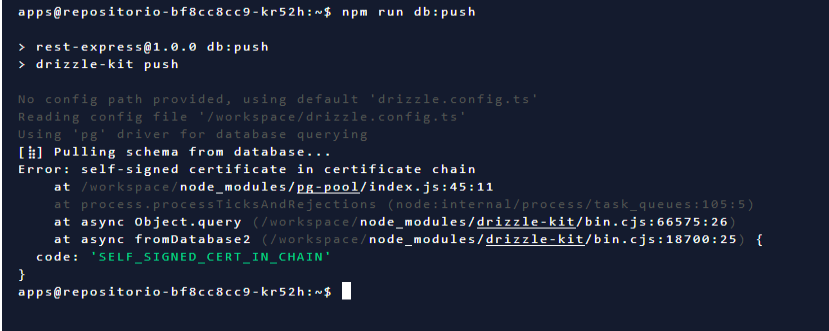 apps@repositorio-bf8cc8cc9-kr52h:~$ npm run db:push
> rest-express@1.0.0 db:push
> drizzle-kit push
No config path provided, using default 'drizzle.config.ts'
Reading config file '/workspace/drizzle.config.ts'
Using 'pg' driver for database querying
[⣷] Pulling schema from database...
Error: self-signed certificate in certificate chain
    at /workspace/node_modules/pg-pool/index.js:45:11
    at process.processTicksAndRejections (node:internal/process/task_queues:105:5)
    at async Object.query (/workspace/node_modules/drizzle-kit/bin.cjs:66575:26)
    at async fromDatabase2 (/workspace/node_modules/drizzle-kit/bin.cjs:18700:25) {
  code: 'SELF_SIGNED_CERT_IN_CHAIN'
}
apps@repositorio-bf8cc8cc9-kr52h:~$